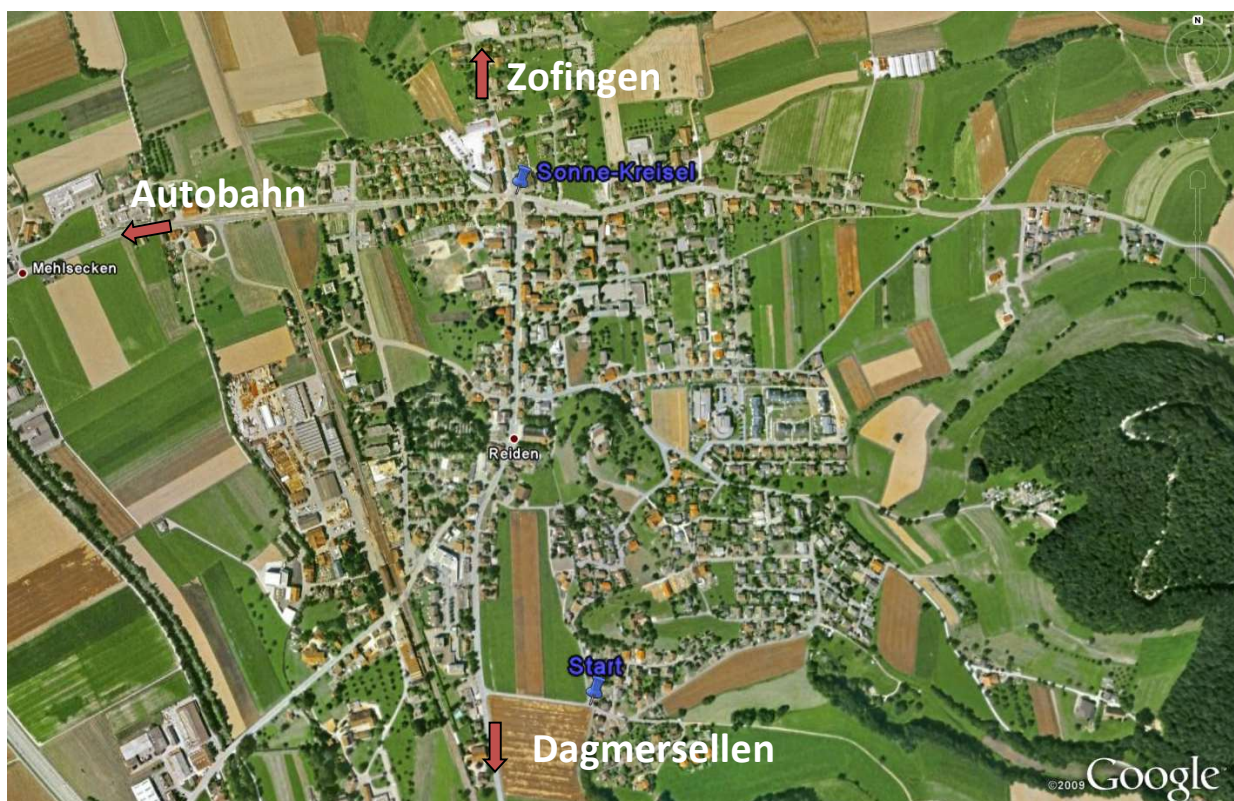 N
Zofingen
Sonne-Kreisel
Autobahn
Mehlsecken
Reiden
Start
Dagmersellen
©2009 Google